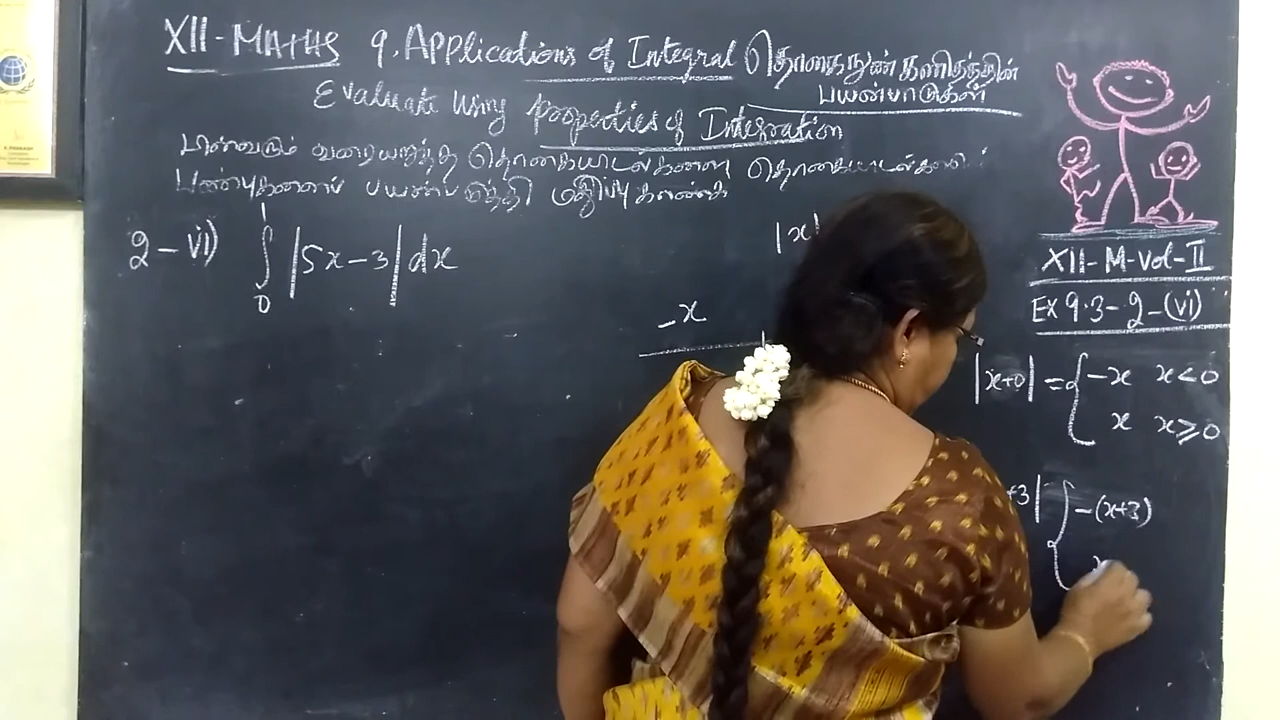 XII-MATHS 9. Applications of Integral தொகைநுண்கணிதத்தின்
பயன்பாடுகள்
Evaluate using properties of Integration
பின்வரும் வரையறுத்த தொகையிடல்களை தொகையிடல்களின்
பண்புகளைப் பயன்படுத்தி மதிப்பு காண்க
2-vi) ∫₀¹ |5x-3| dx
|x|
-x
XII-M-Vol-II
Ex 9.3-2-(vi)
|x+0| = { -x x<0
x x≥0
+3| { -(x+3)